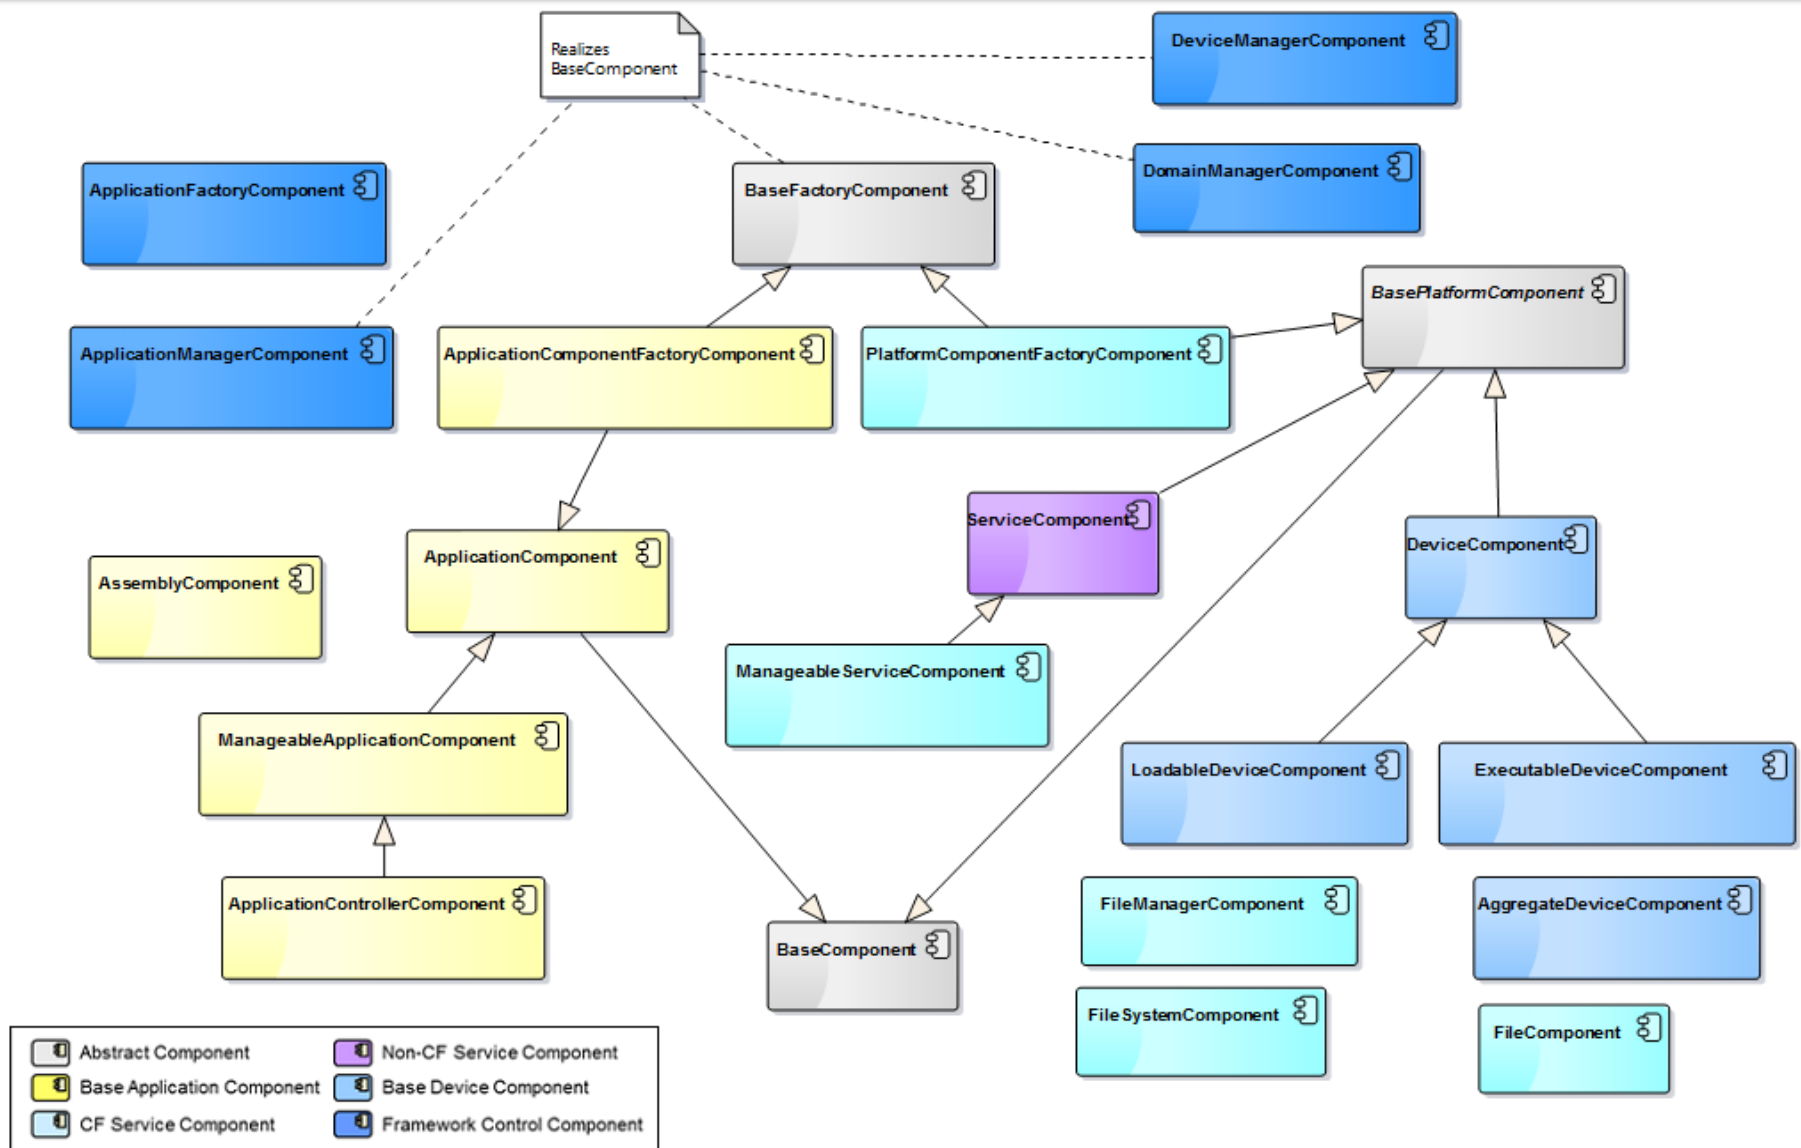 Realizes
BaseComponent
DeviceManagerComponent
DomainManagerComponent
ApplicationFactoryComponent
BaseFactoryComponent
BasePlatformComponent
ApplicationManagerComponent
ApplicationComponentFactoryComponent
PlatformComponentFactoryComponent
ServiceComponent
DeviceComponent
ApplicationComponent
AssemblyComponent
ManageableServiceComponent
ManageableApplicationComponent
LoadableDeviceComponent
ExecutableDeviceComponent
ApplicationControllerComponent
FileManagerComponent
AggregateDeviceComponent
BaseComponent
FileSystemComponent
FileComponent
Abstract Component
Non-CF Service Component
Base Application Component
Base Device Component
CF Service Component
Framework Control Component